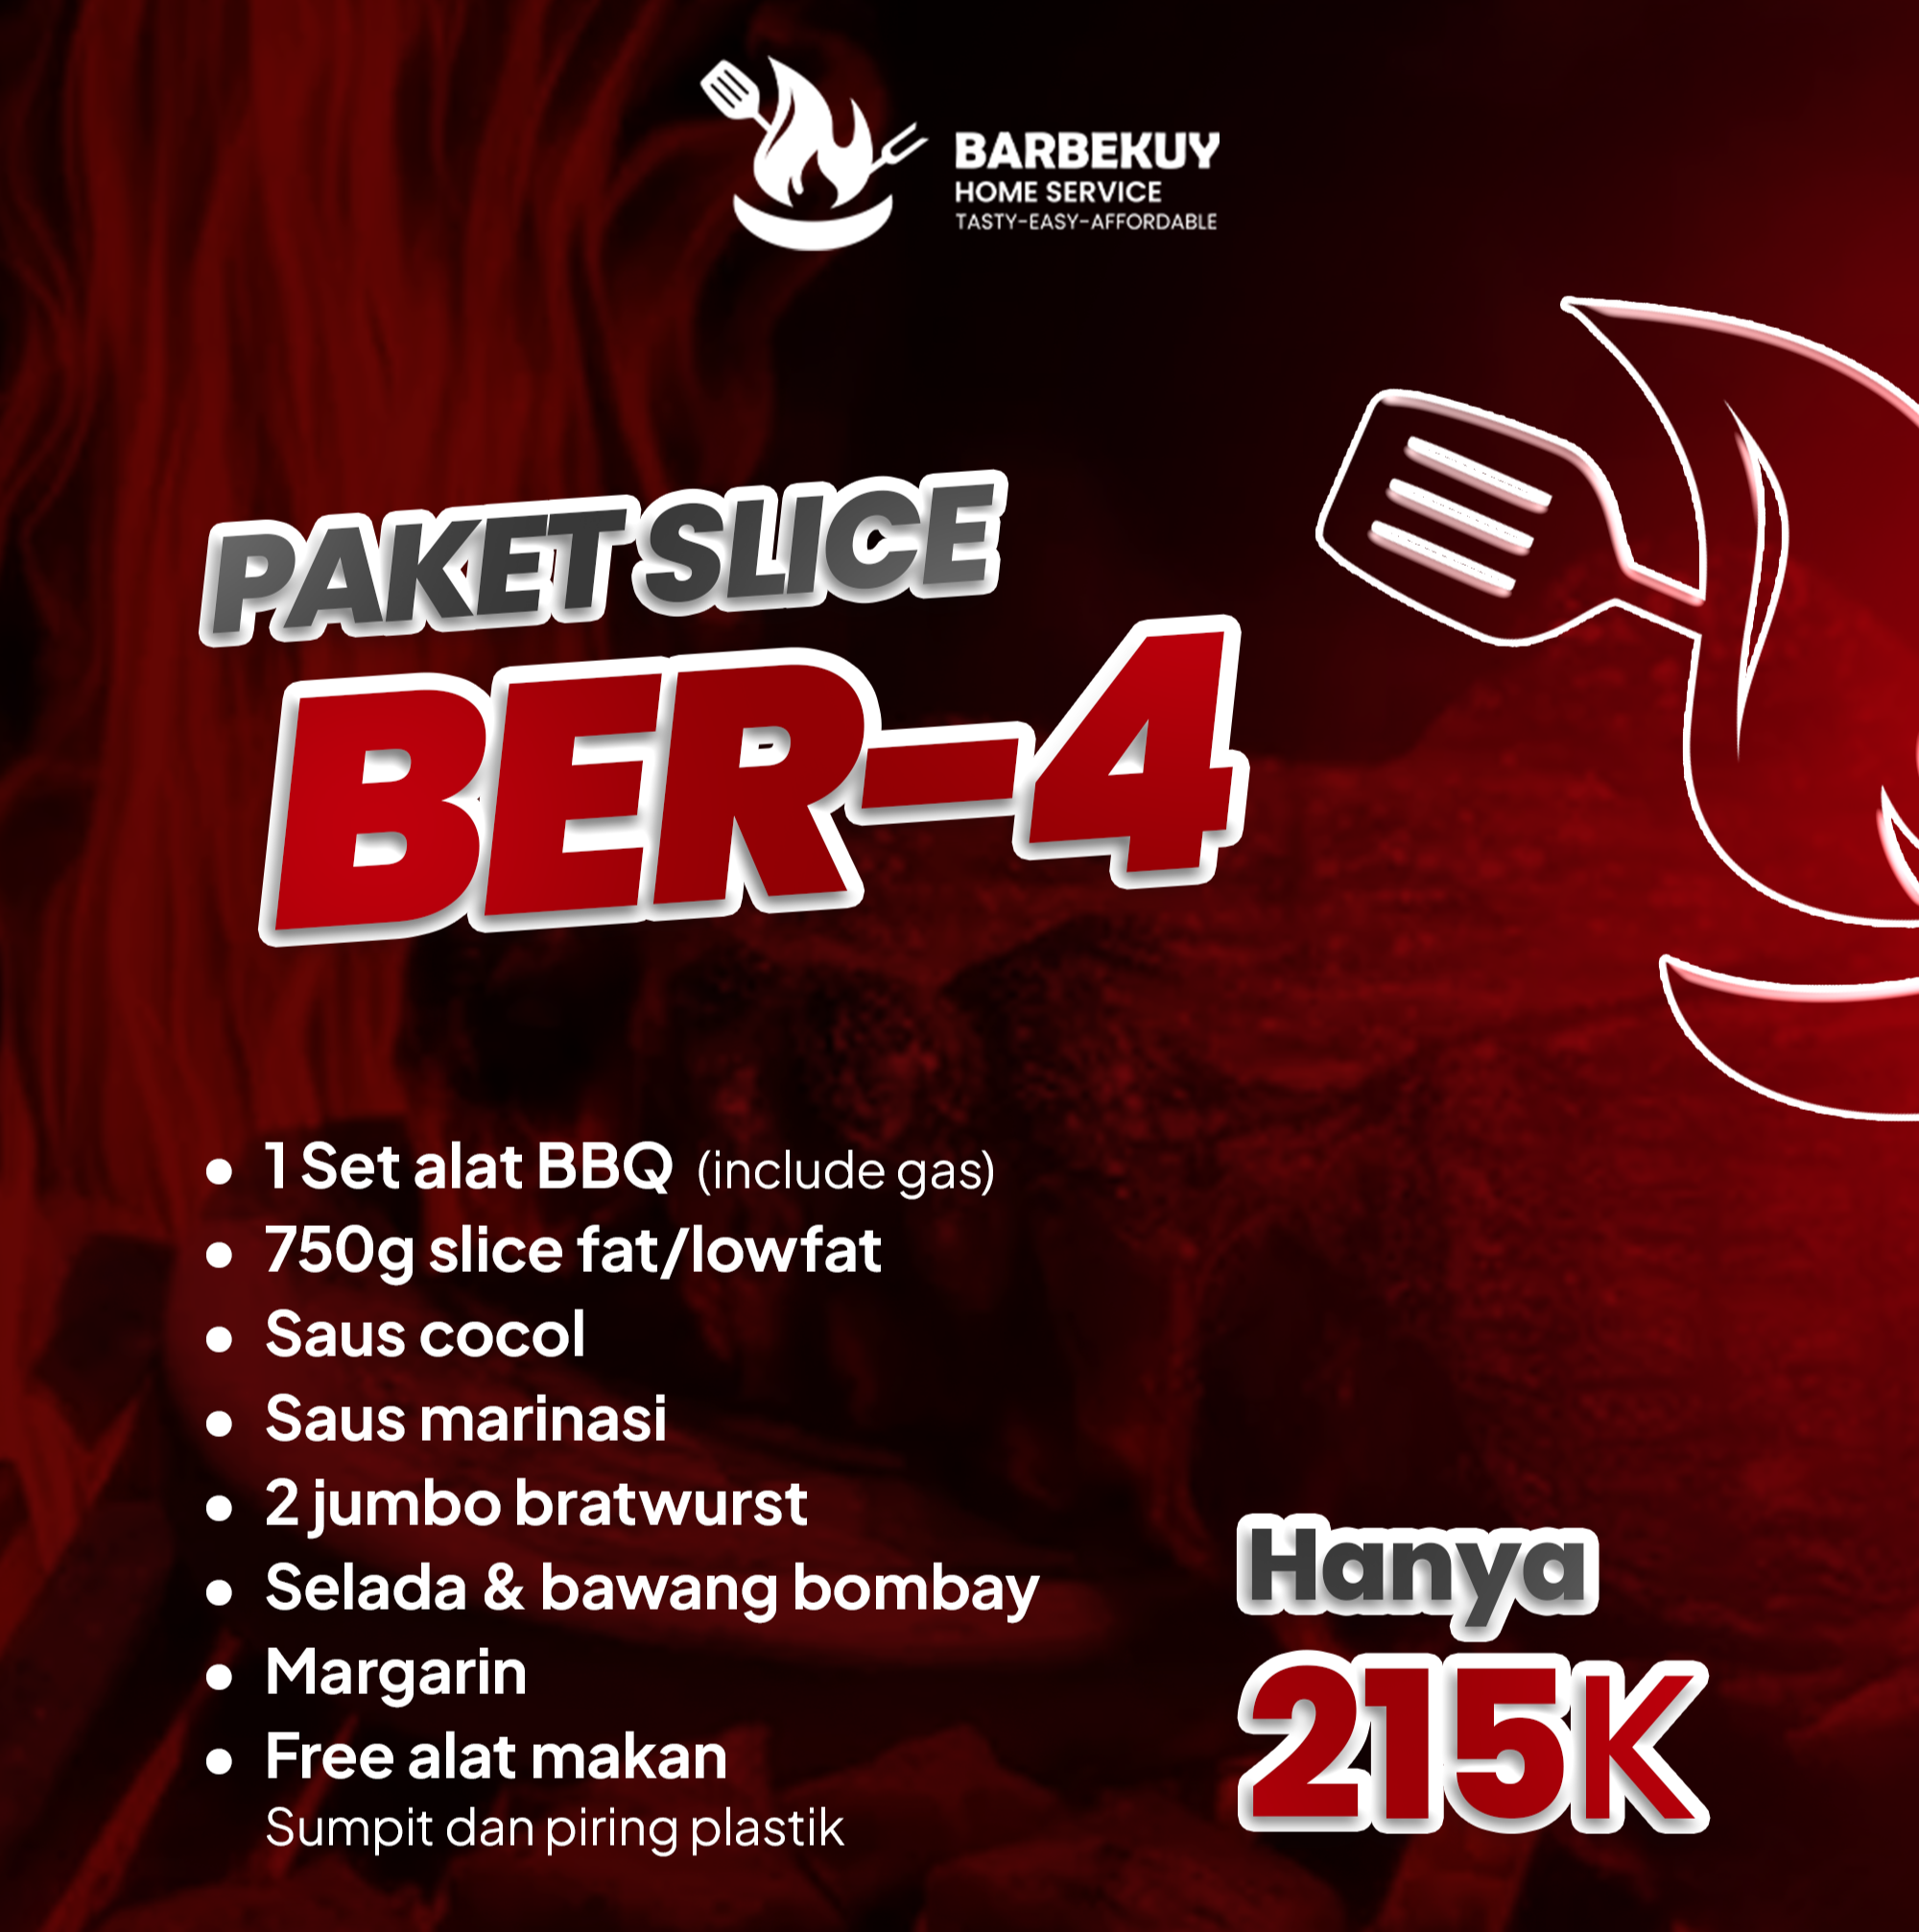 BARBEKUY
HOME SERVICE
TASTY-EASY-AFFORDABLE
PAKET SLICE
BER-4
1 Set alat BBQ (include gas)
750g slice fat/lowfat
Saus cocol
Saus marinasi
2 jumbo bratwurst
Selada & bawang bombay
Margarin
Free alat makan
Sumpit dan piring plastik
Hanya
215K